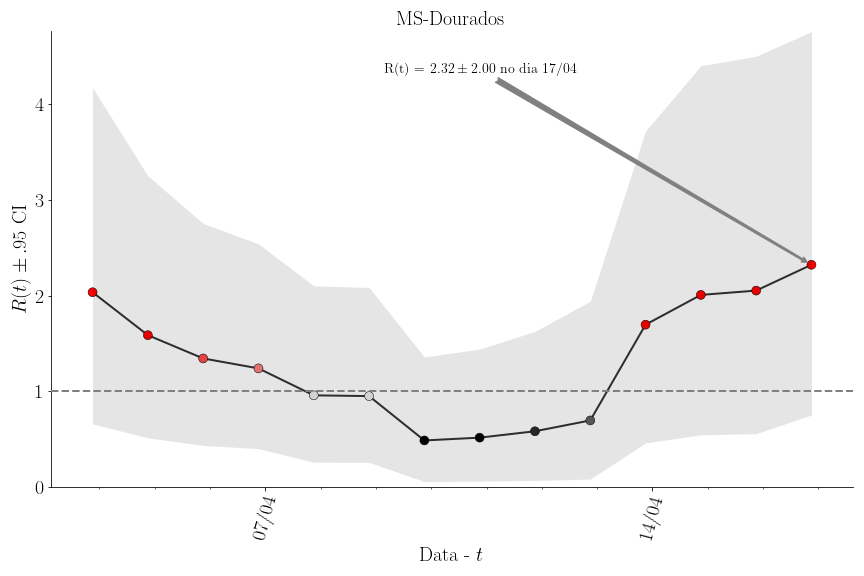 MS-Dourados
R(t) = 2.32 ± 2.00 no dia 17/04
R(t) ± .95 CI
4
3
2
1
0
07/04
14/04
Data - t